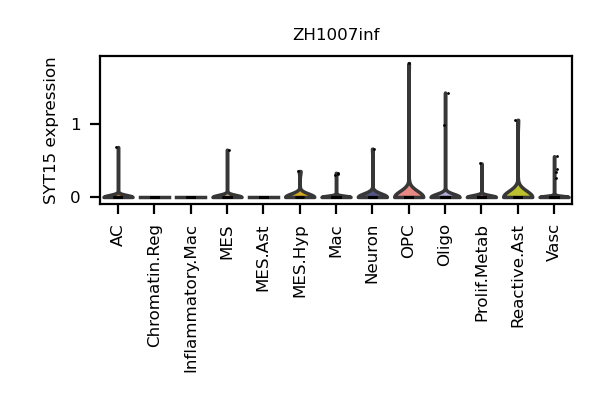 ZH1007inf
SYT15 expression
1
0
AC
Chromatin.Reg
Inflammatory.Mac
MES
MES.Ast
MES.Hyp
Mac
Neuron
OPC
Oligo
Prolif.Metab
Reactive.Ast
Vasc